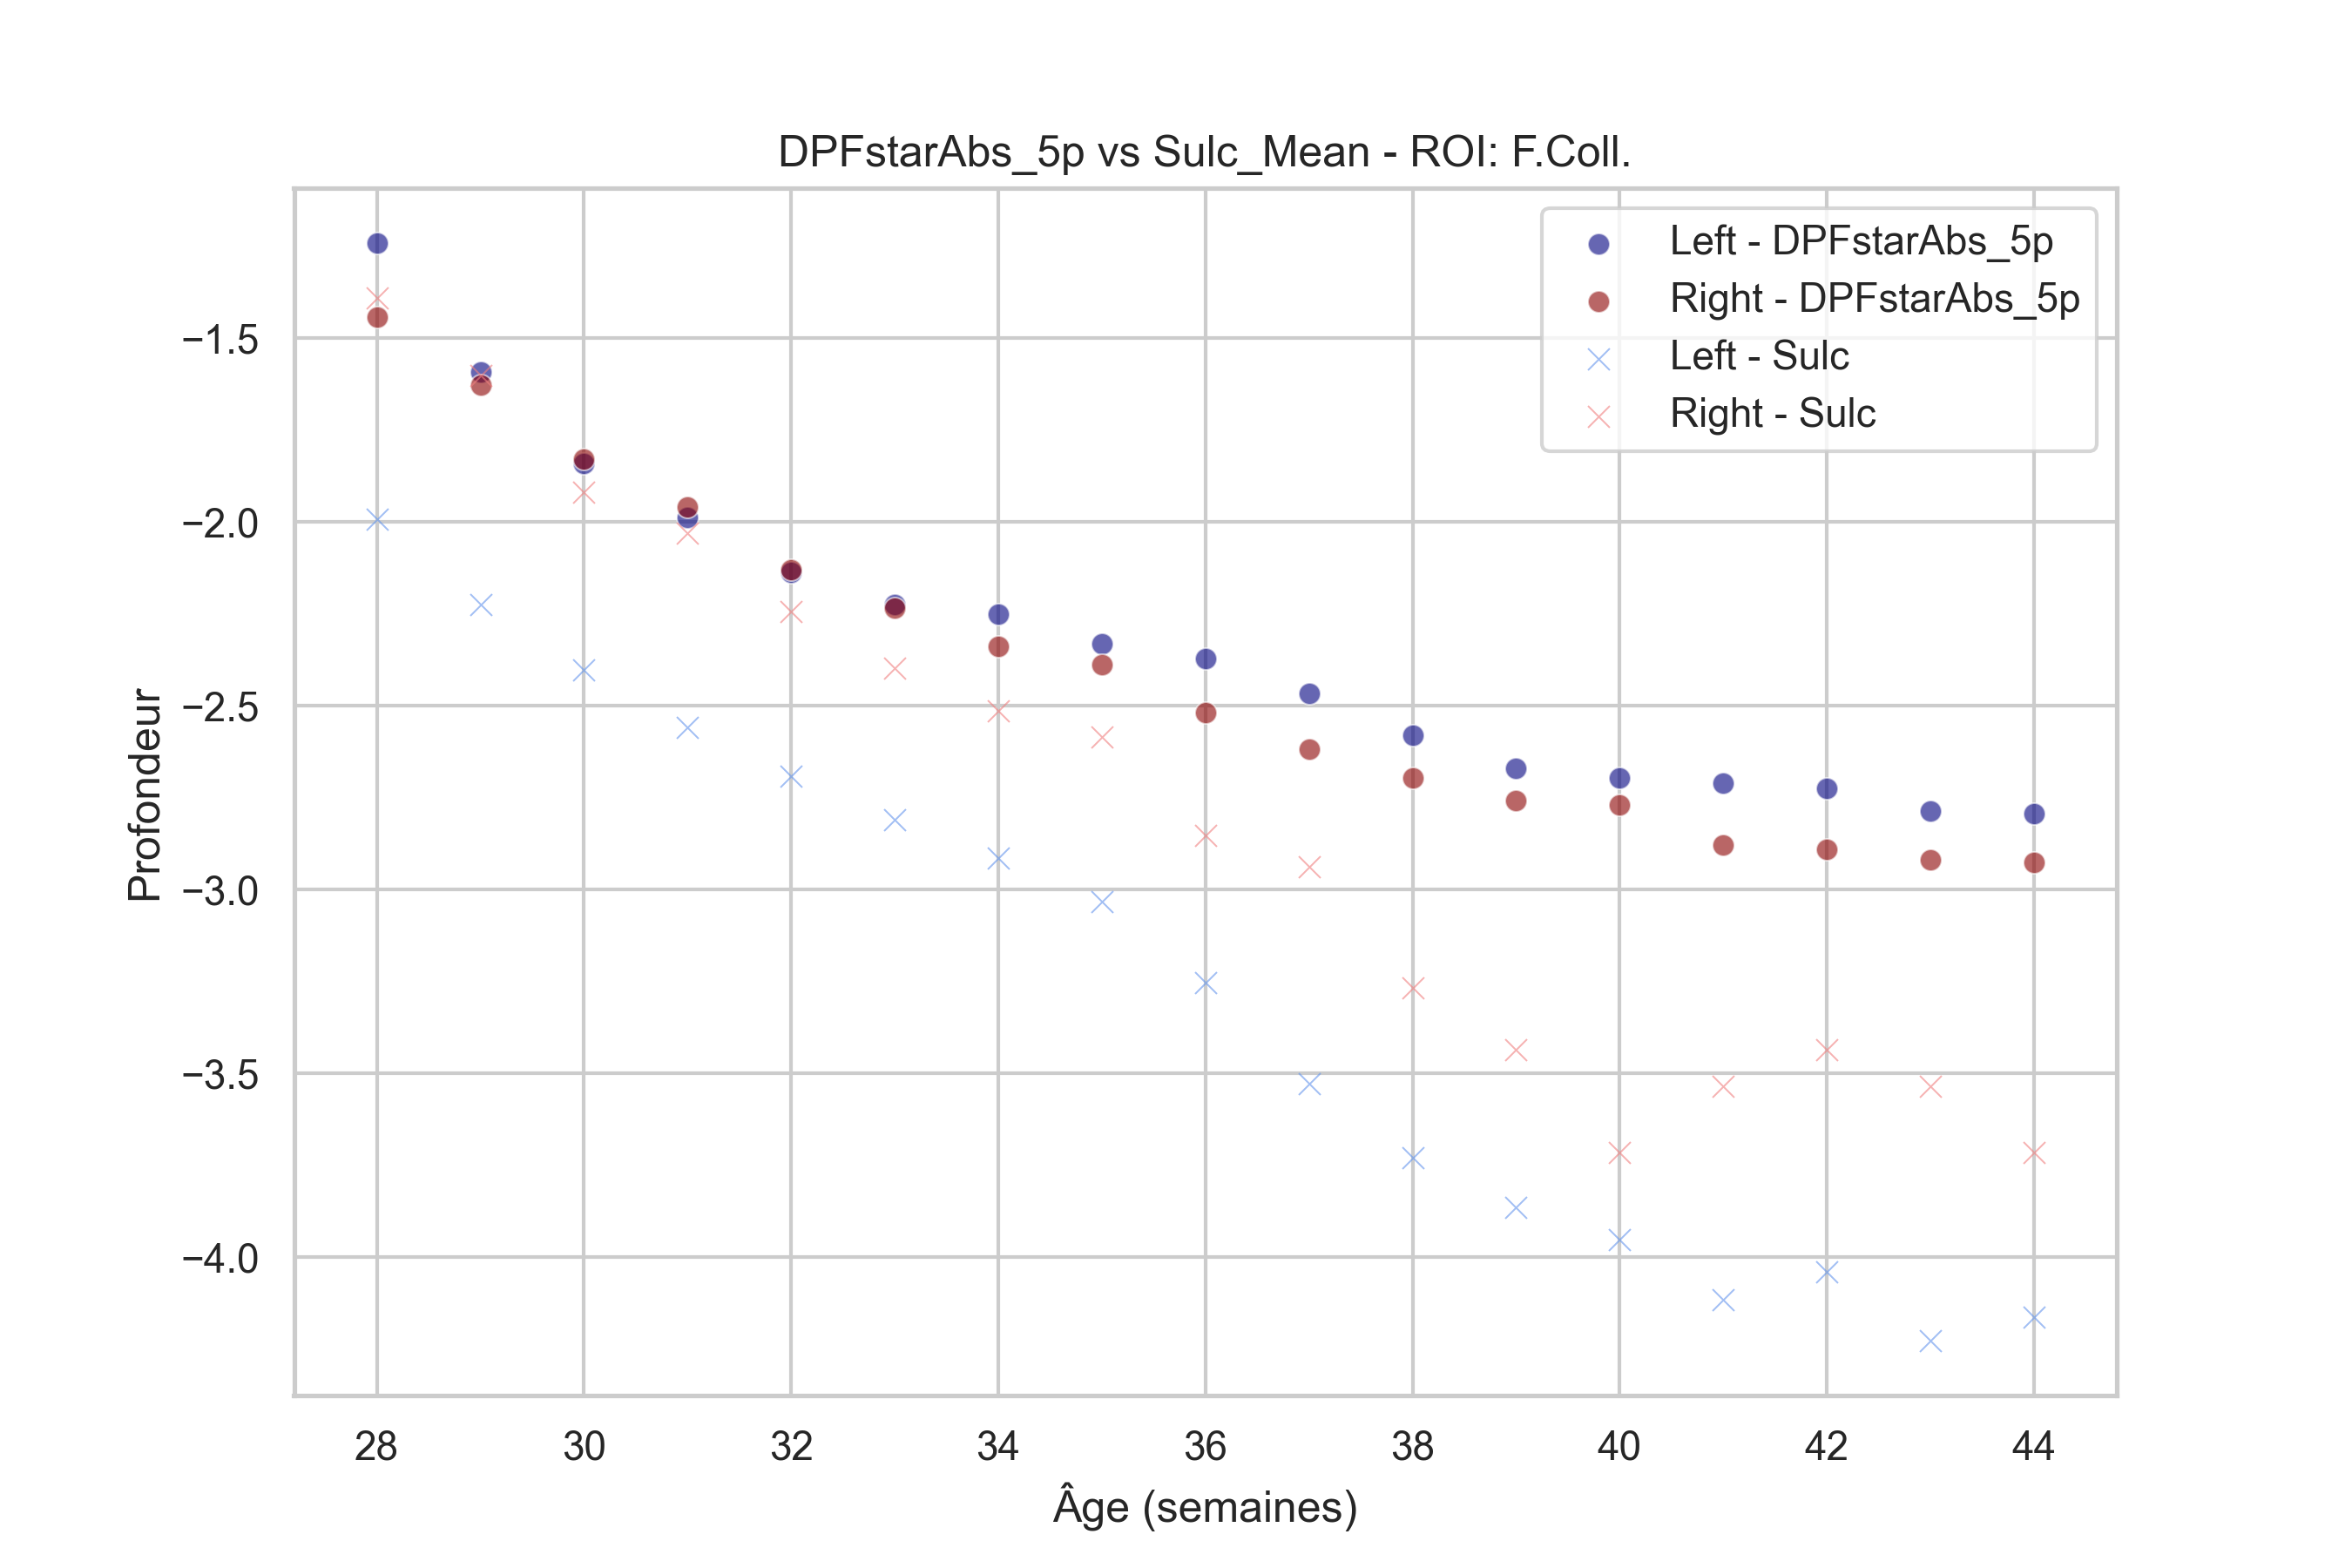 DPFstarAbs_5p vs Sulc_Mean - ROI: F.Coll.
Left - DPFstarAbs_5p
Right - DPFstarAbs_5p
Left - Sulc
Right - Sulc
Profondeur
−1.5
−2.0
−2.5
−3.0
−3.5
−4.0
28 30 32 34 36 38 40 42 44
Âge (semaines)